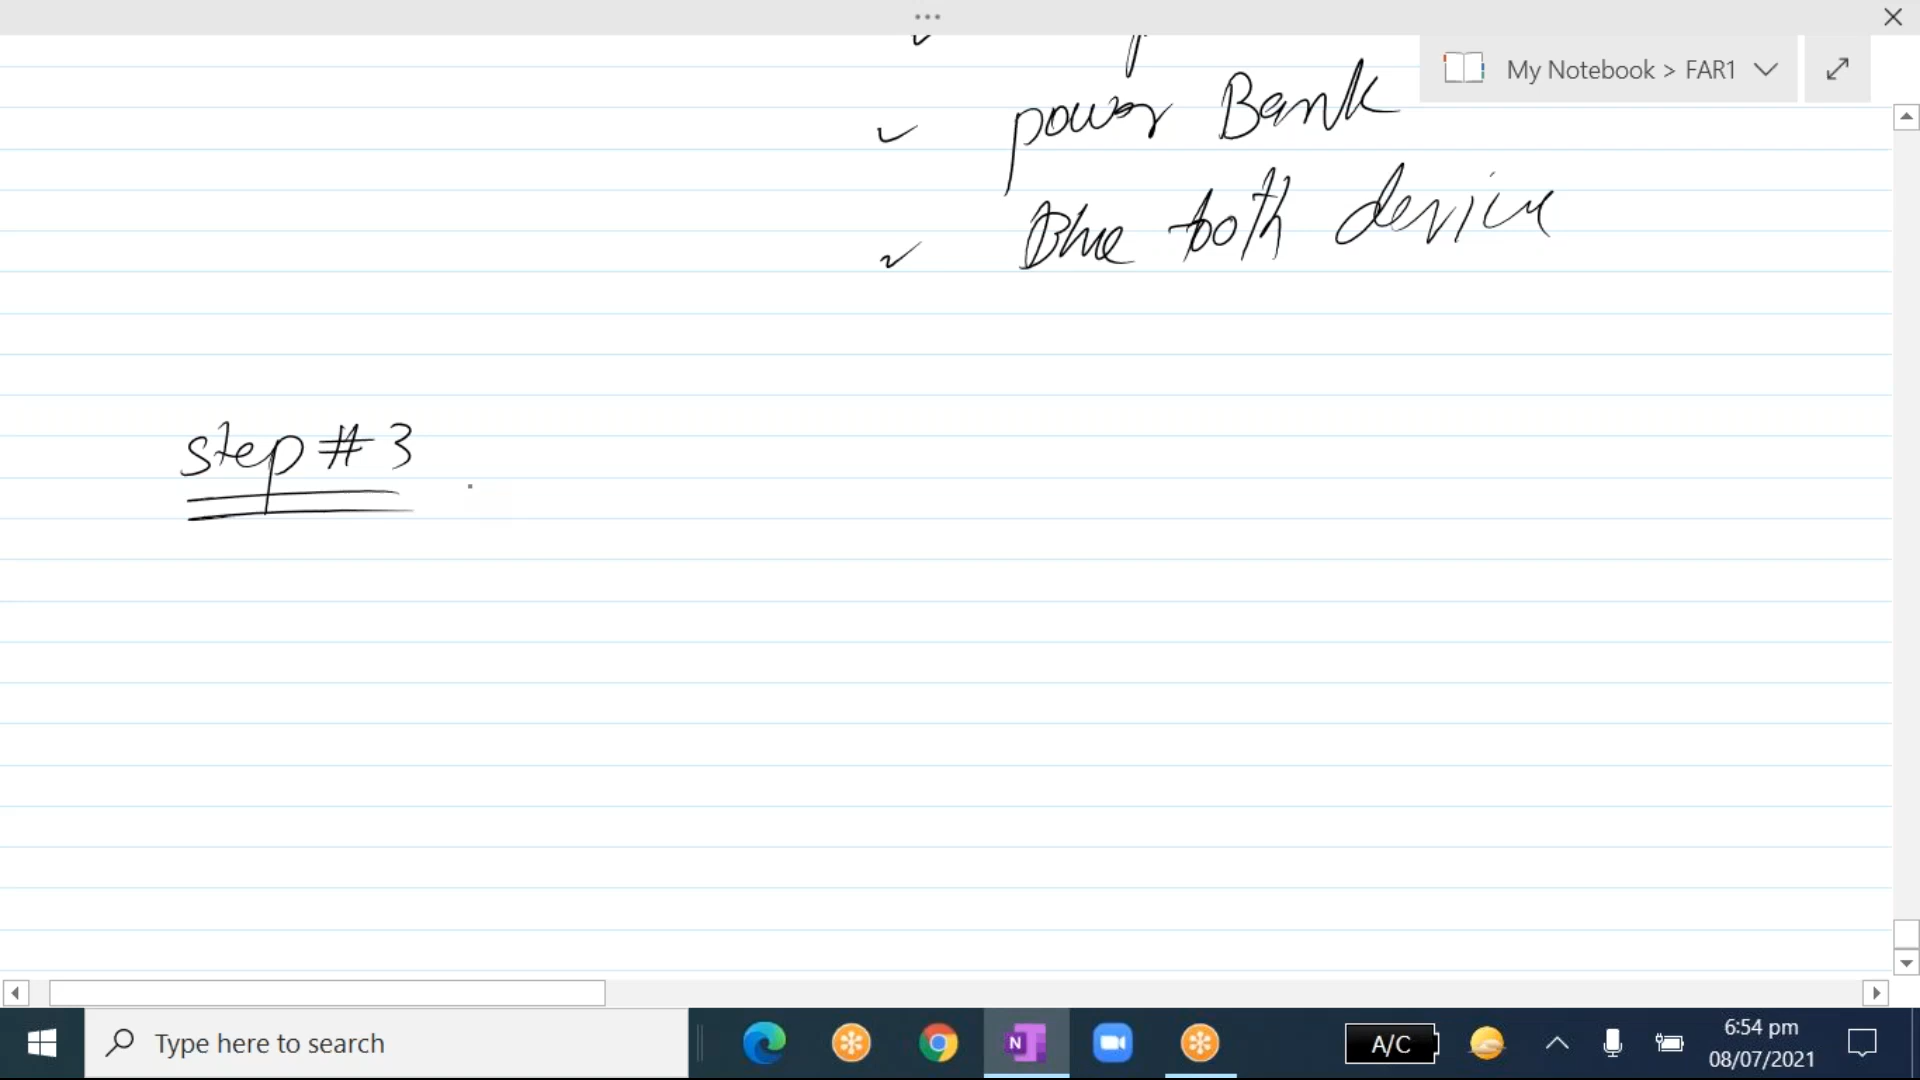 My Notebook > FAR1
✓ power Bank
✓ Blue tooth device
step # 3
Type here to search
N
A/C
6:54 pm
08/07/2021